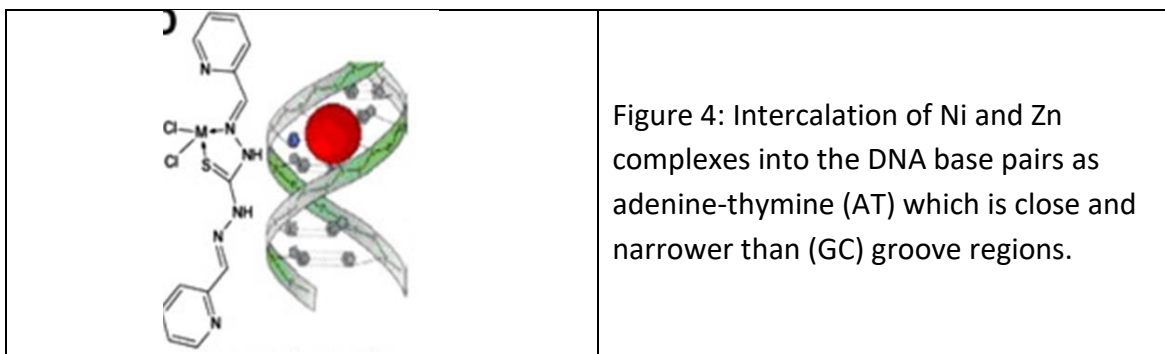 N
Cl
M
N
Cl
NH
S
NH
N
N
Figure 4: Intercalation of Ni and Zn
complexes into the DNA base pairs as
adenine-thymine (AT) which is close and
narrower than (GC) groove regions.